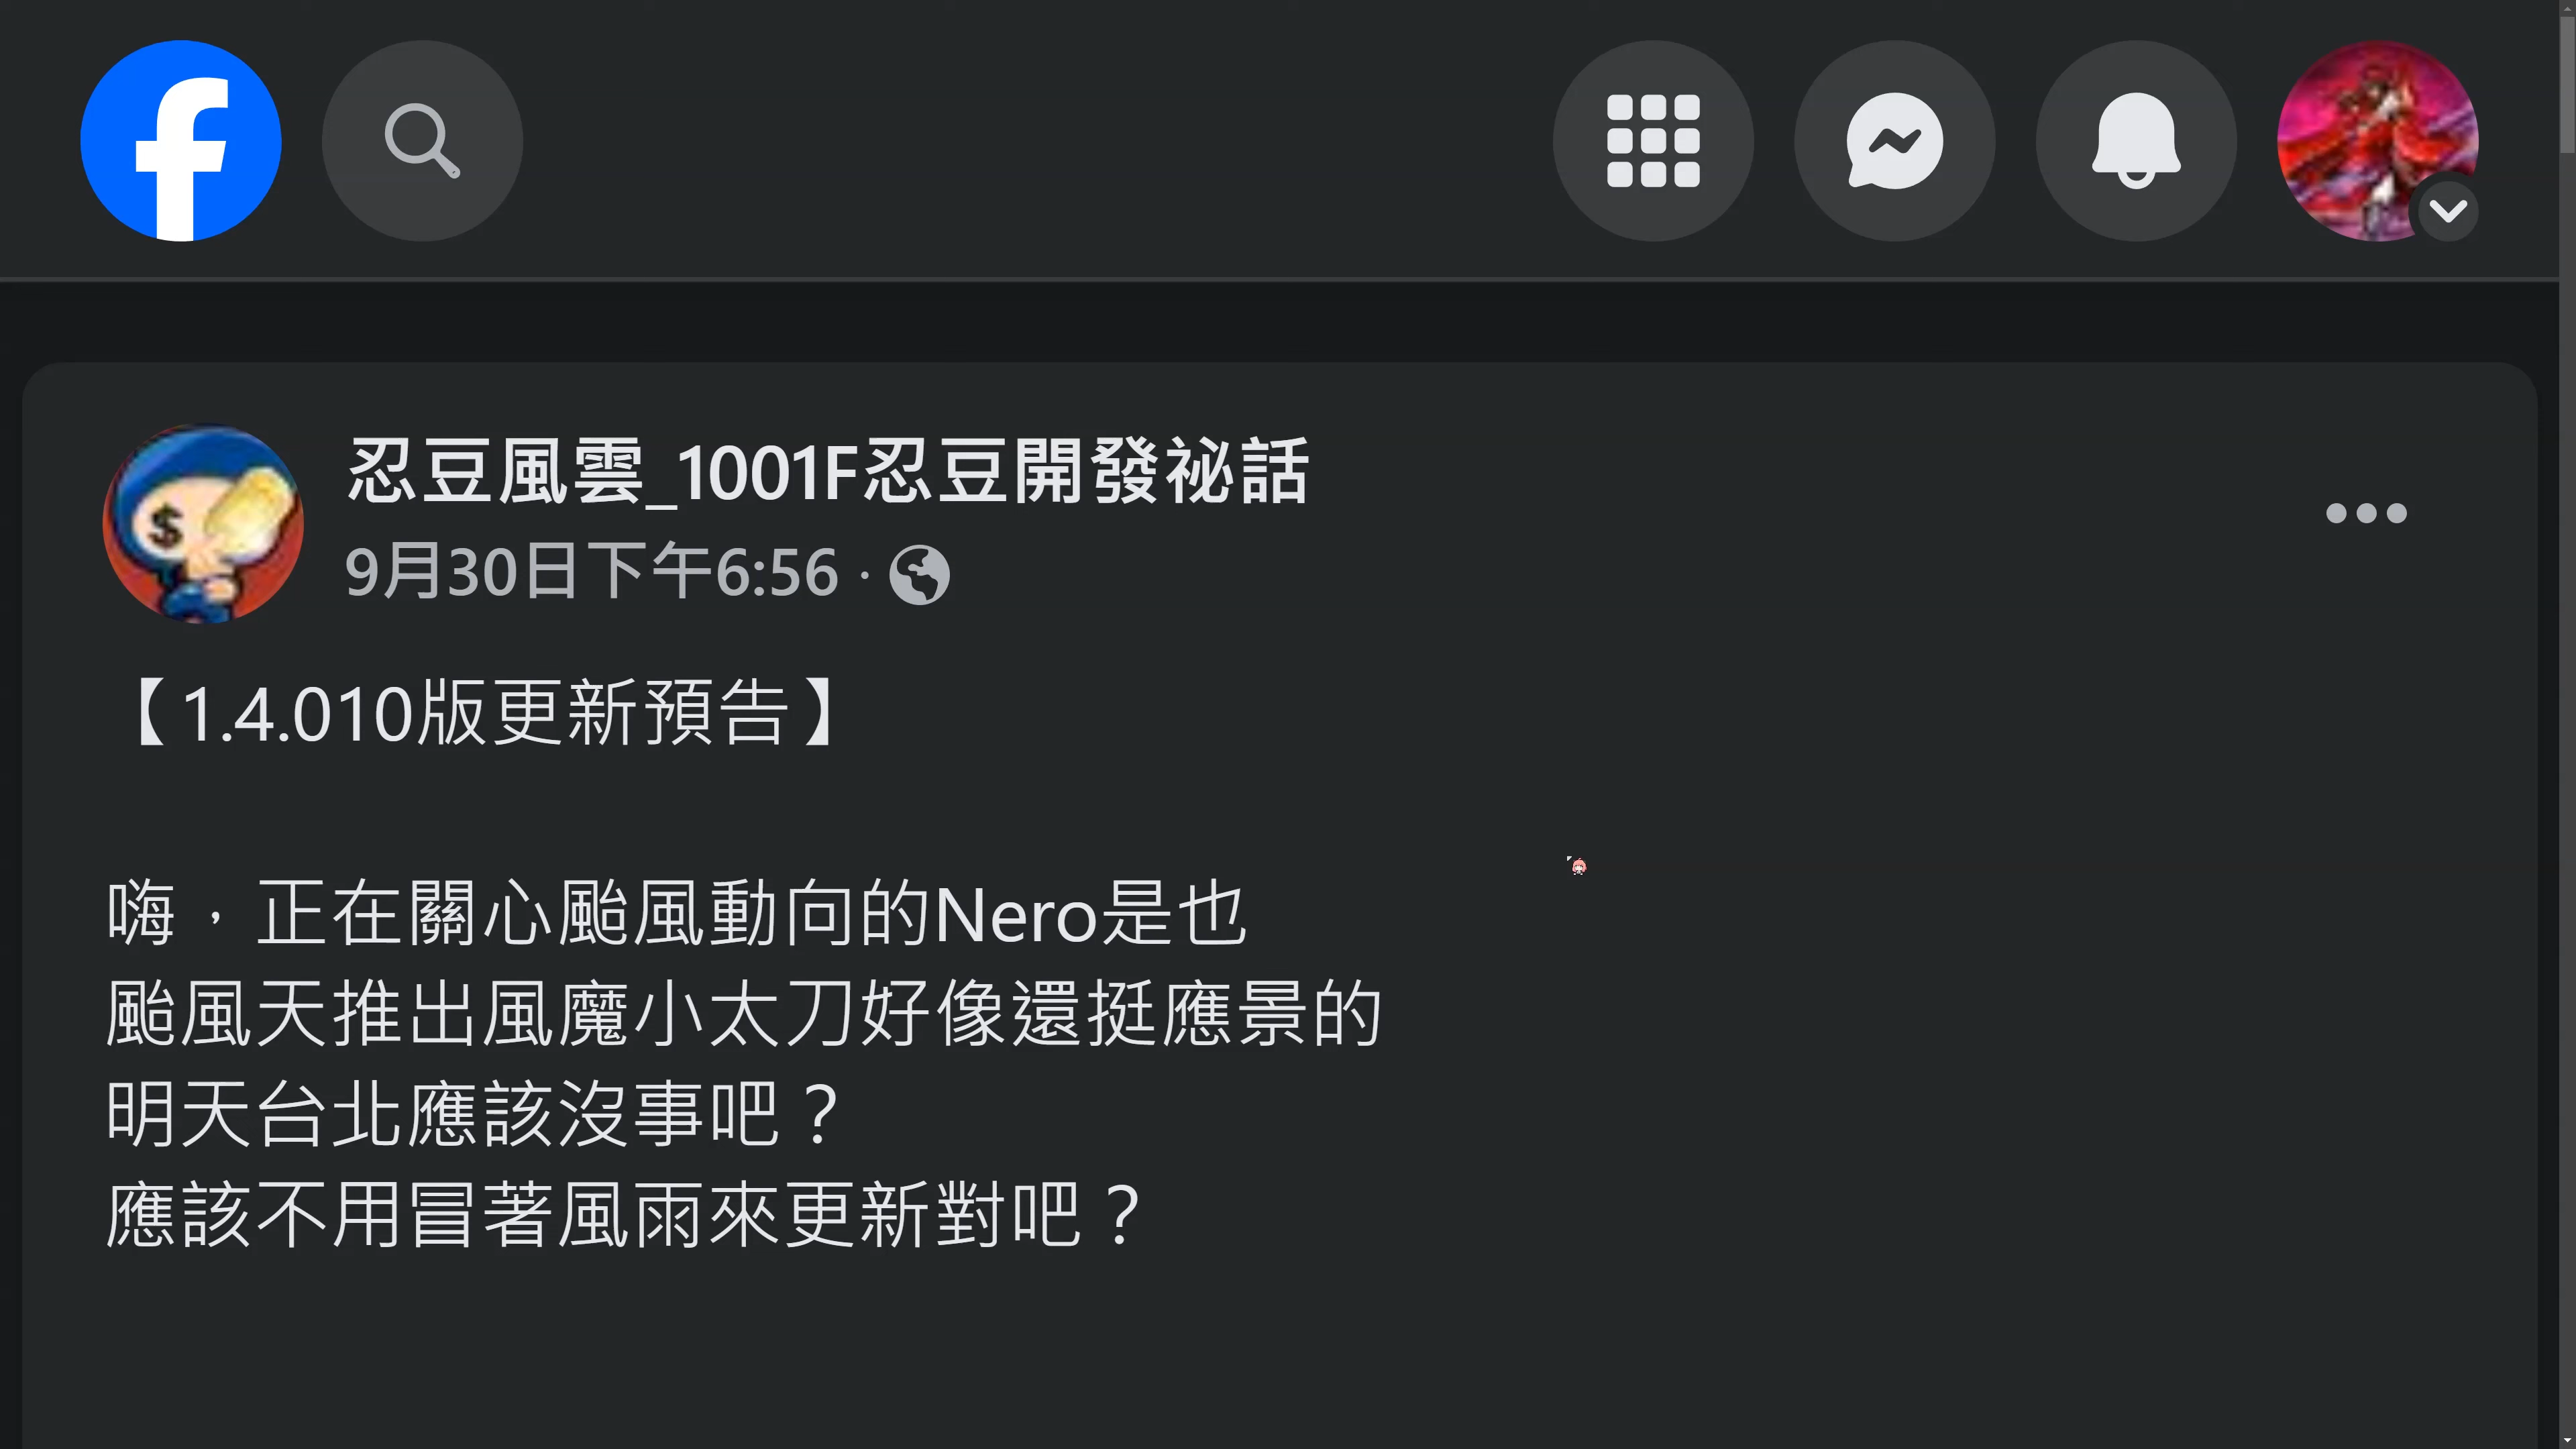 忍豆風雲_1001F忍豆開發祕話
9月30日下午6:56 ·
【1.4.010版更新預告】
嗨，正在關心颱風動向的Nero是也
颱風天推出風魔小太刀好像還挺應景的
明天台北應該沒事吧？
應該不用冒著風雨來更新對吧？